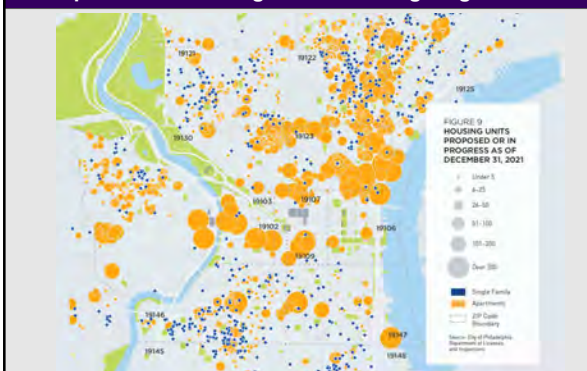 19121
19122
19125
19130
19123
19103
19107
19102
19106
19109
19146
19147
19145
19148
FIGURE 9
HOUSING UNITS
PROPOSED OR IN
PROGRESS AS OF
DECEMBER 31, 2021
Under 5
6-25
26-50
51-100
101-200
Over 200
Single Family
Apartments
ZIP Code
Boundary
Source: City of Philadelphia,
Department of Licenses
and Inspections